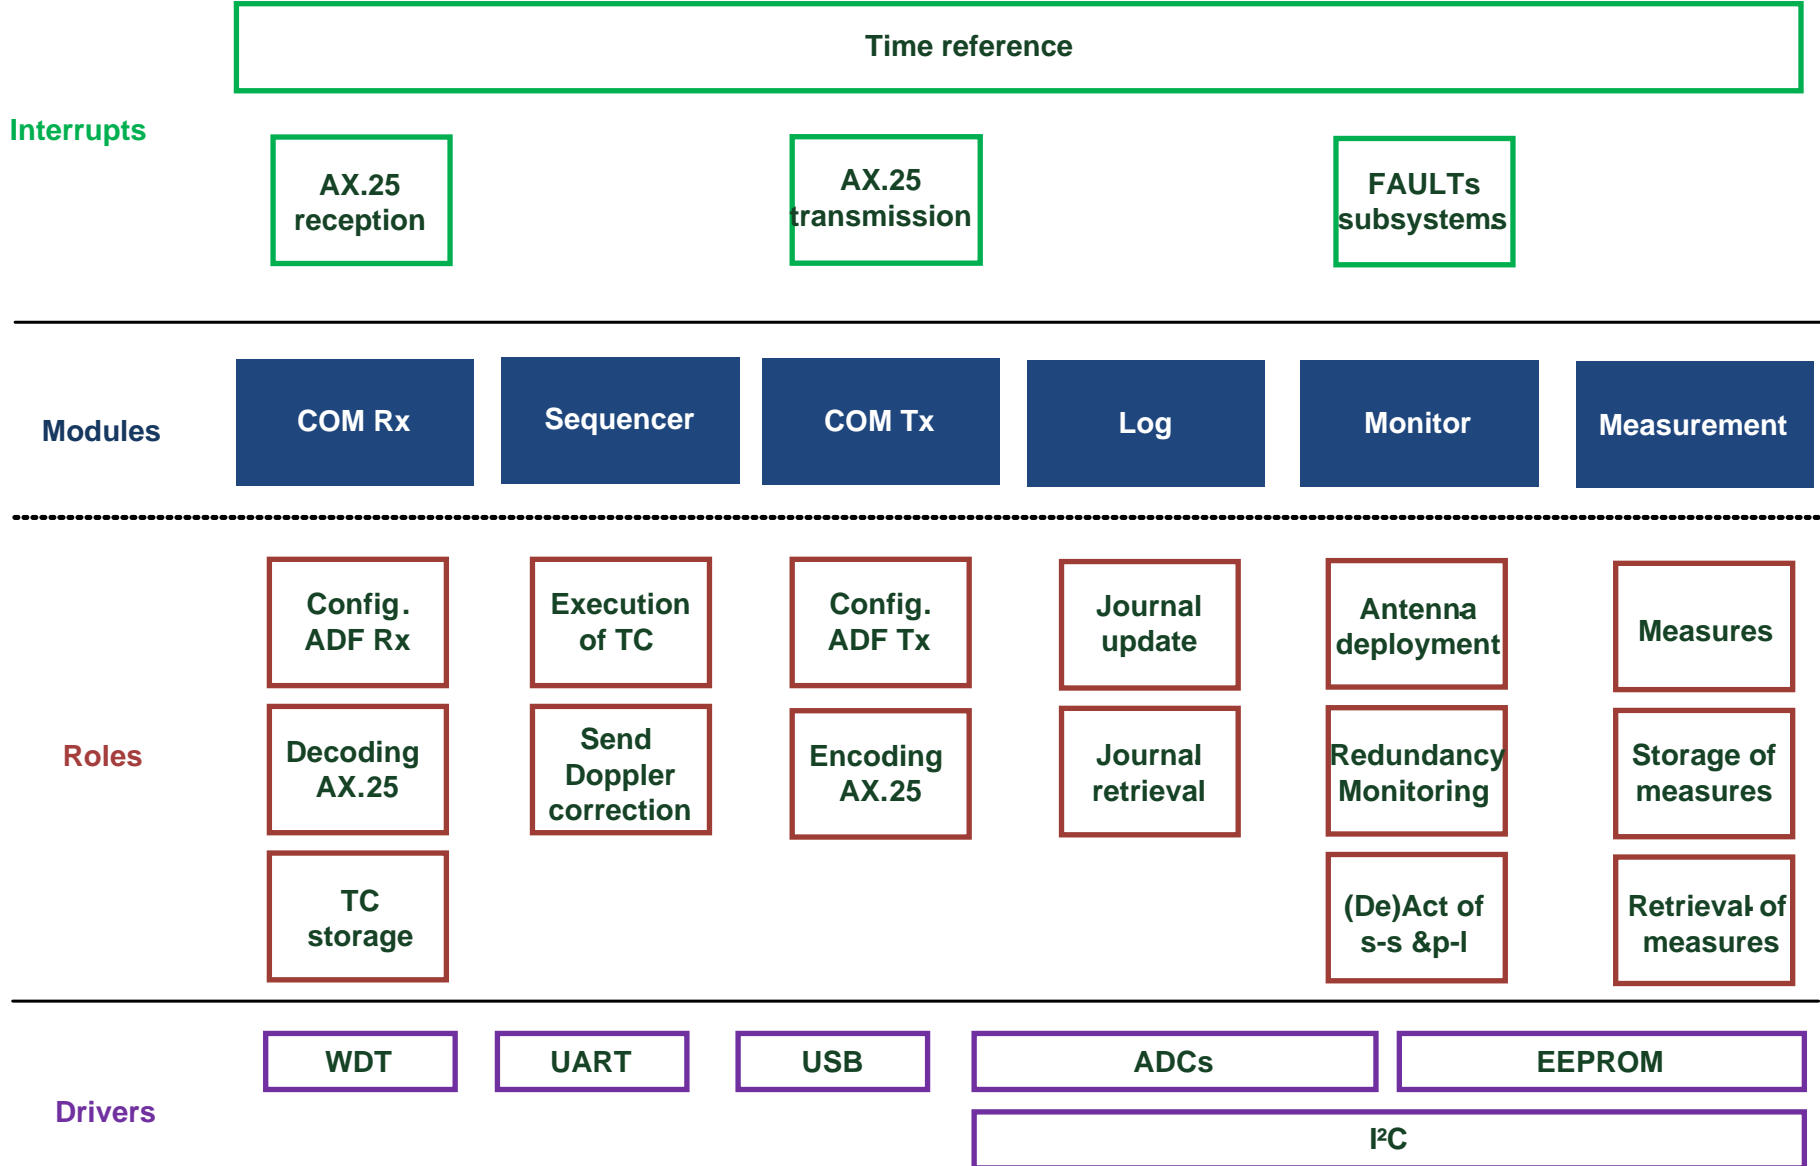 Time reference
Interrupts
AX.25
reception
AX.25
transmission
FAULTs
subsystems
Modules
COM Rx
Sequencer
COM Tx
Log
Monitor
Measurement
Roles
Config.
ADF Rx
Execution
of TC
Config.
ADF Tx
Journal
update
Antenna
deployment
Measures
Decoding
AX.25
Send
Doppler
correction
Encoding
AX.25
Journal
retrieval
Redundancy
Monitoring
Storage of
measures
TC
storage
(De)Act of
s-s &p-l
Retrieval of
measures
Drivers
WDT
UART
USB
ADCs
EEPROM
I²C